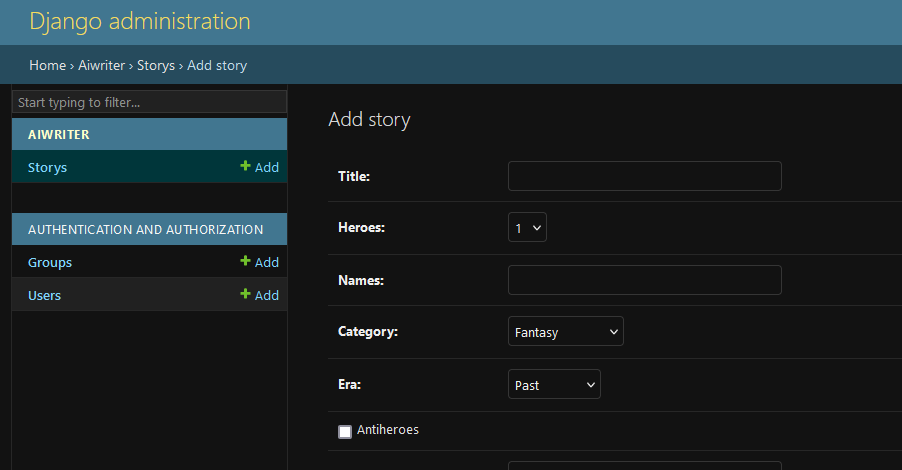 Django administration
Home › Aiwriter › Storys › Add story
Start typing to filter...
AIWRITER
Storys + Add
AUTHENTICATION AND AUTHORIZATION
Groups + Add
Users + Add
Add story
Title:
Heroes: 1
Names:
Category: Fantasy
Era: Past
Antiheroes